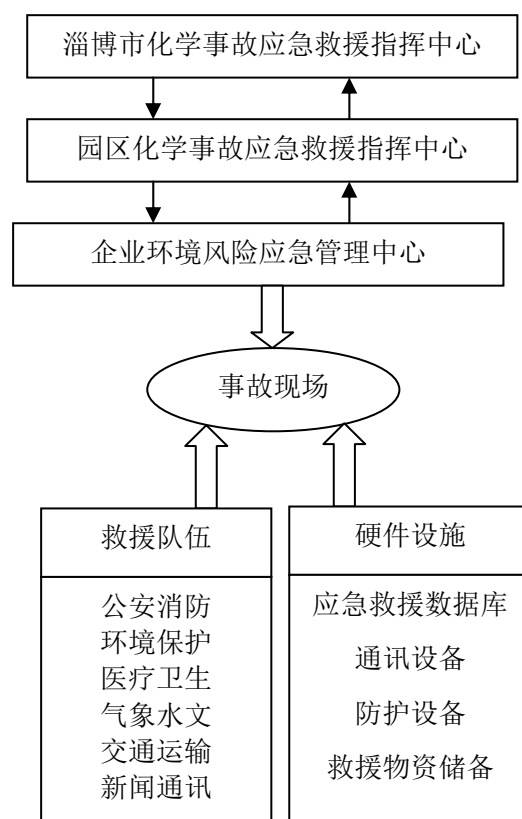 淄博市化学事故应急救援指挥中心
园区化学事故应急救援指挥中心
企业环境风险应急管理中心
事故现场
救援队伍
公安消防
环境保护
医疗卫生
气象水文
交通运输
新闻通讯
硬件设施
应急救援数据库
通讯设备
防护设备
救援物资储备